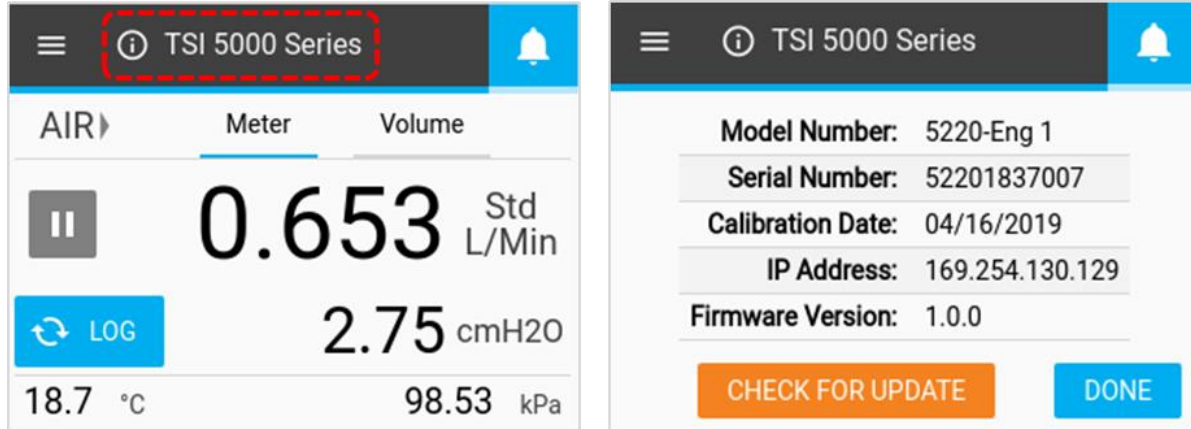 TSI 5000 Series
AIR Meter Volume
0.653 Std L/Min
LOG 2.75 cmH2O
18.7 °C 98.53 kPa
TSI 5000 Series
Model Number: 5220-Eng 1
Serial Number: 52201837007
Calibration Date: 04/16/2019
IP Address: 169.254.130.129
Firmware Version: 1.0.0
CHECK FOR UPDATE DONE